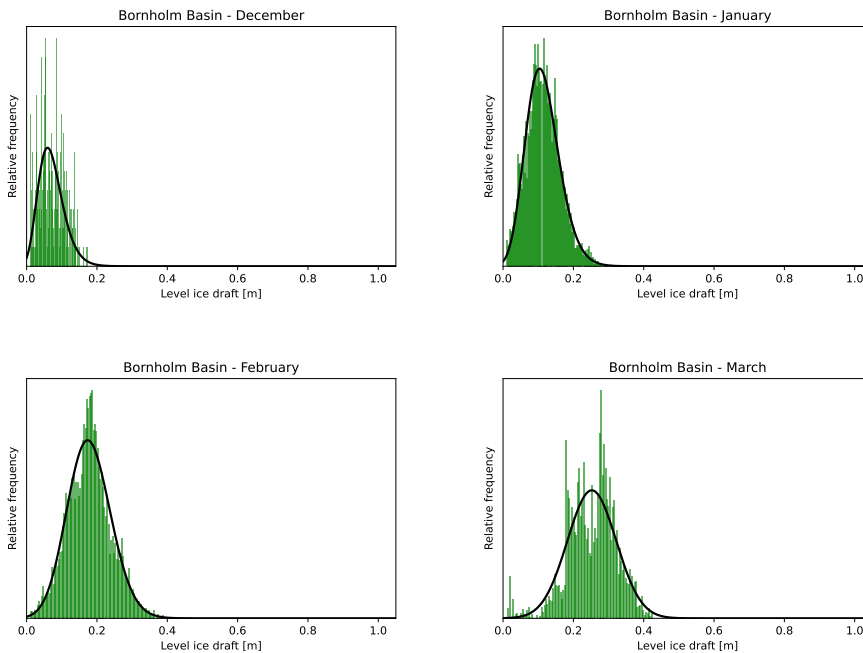 Bornholm Basin - December
Relative frequency
0.0 0.2 0.4 0.6 0.8 1.0
Level ice draft [m]
Bornholm Basin - January
Relative frequency
0.0 0.2 0.4 0.6 0.8 1.0
Level ice draft [m]
Bornholm Basin - February
Relative frequency
0.0 0.2 0.4 0.6 0.8 1.0
Level ice draft [m]
Bornholm Basin - March
Relative frequency
0.0 0.2 0.4 0.6 0.8 1.0
Level ice draft [m]